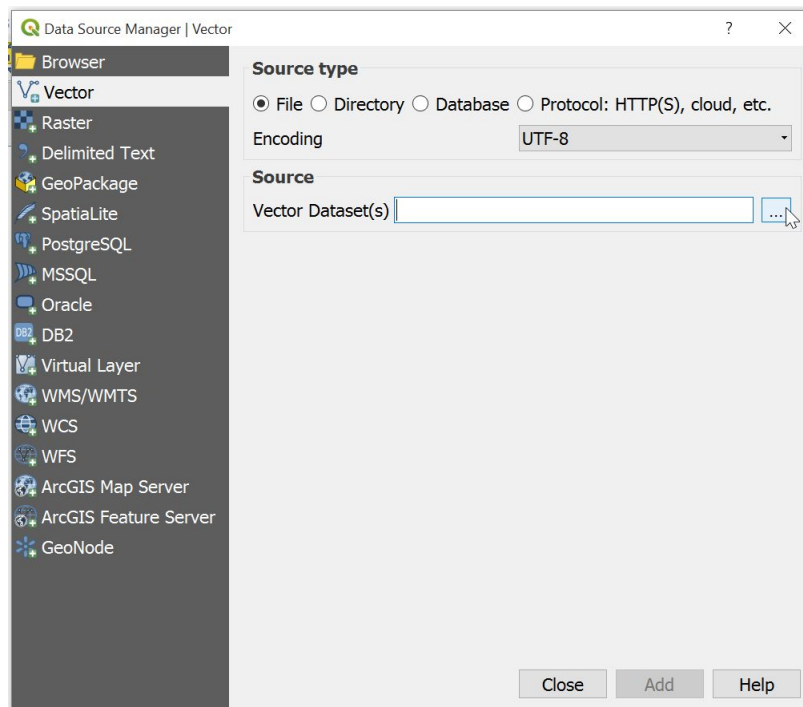 Data Source Manager | Vector
?
Browser
Vector
Raster
Delimited Text
GeoPackage
SpatiaLite
PostgreSQL
MSSQL
Oracle
DB2
Virtual Layer
WMS/WMTS
WCS
WFS
ArcGIS Map Server
ArcGIS Feature Server
GeoNode
Source type
File Directory Database Protocol: HTTP(S), cloud, etc.
Encoding UTF-8
Source
Vector Dataset(s) ...
Close Add Help